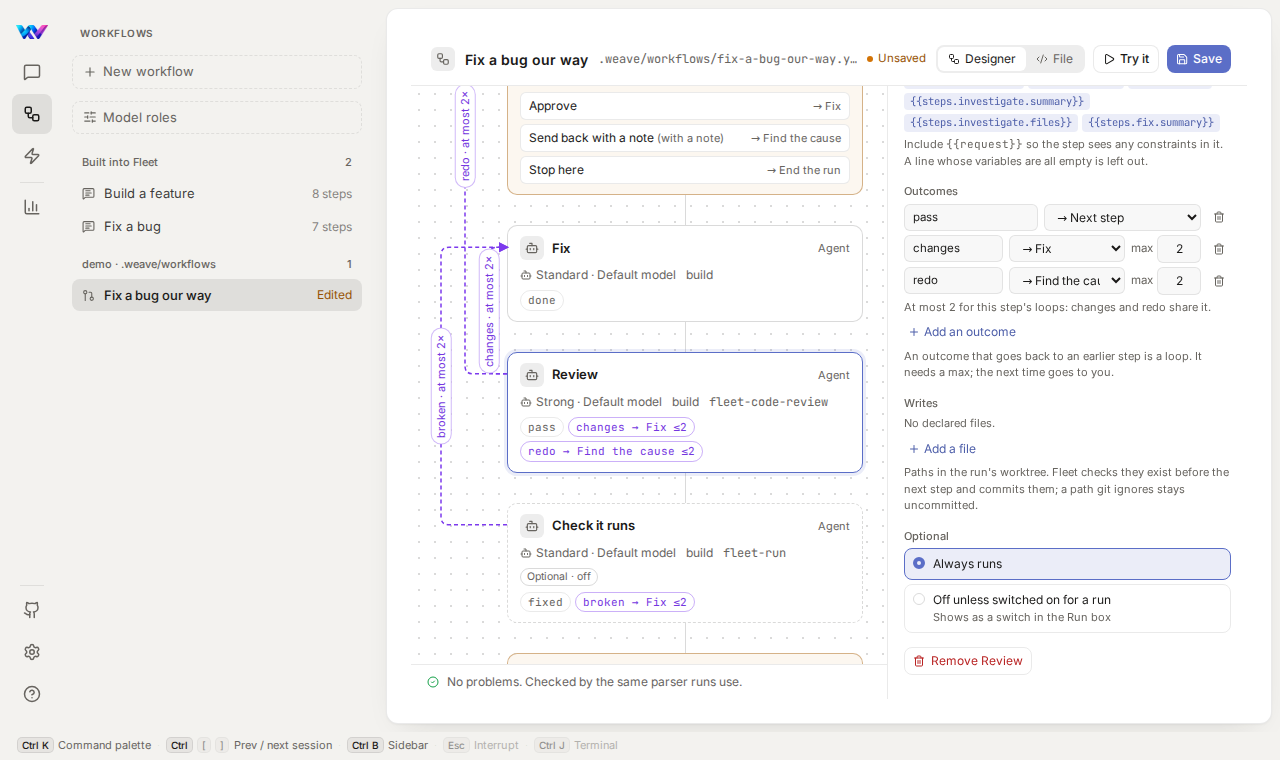 WORKFLOWS
New workflow
Model roles
Built into Fleet 2
Build a feature 8 steps
Fix a bug 7 steps
demo · .weave/workflows 1
Fix a bug our way Edited
Fix a bug our way .weave/workflows/fix-a-bug-our-way.y… Unsaved Designer File Try it Save
redo · at most 2×
changes · at most 2×
broken · at most 2×
Approve → Fix
Send back with a note (with a note) → Find the cause
Stop here → End the run
Fix Agent
Standard · Default model build
done
Review Agent
Strong · Default model build fleet-code-review
pass changes → Fix ≤2
redo → Find the cause ≤2
Check it runs Agent
Standard · Default model build fleet-run
Optional · off
fixed broken → Fix ≤2
No problems. Checked by the same parser runs use.
{{steps.investigate.summary}}
{{steps.investigate.files}} {{steps.fix.summary}}
Include {{request}} so the step sees any constraints in it.
A line whose variables are all empty is left out.
Outcomes
pass → Next step
changes → Fix max 2
redo → Find the cau max 2
At most 2 for this step's loops: changes and redo share it.
+ Add an outcome
An outcome that goes back to an earlier step is a loop. It
needs a max; the next time goes to you.
Writes
No declared files.
+ Add a file
Paths in the run's worktree. Fleet checks they exist before the
next step and commits them; a path git ignores stays
uncommitted.
Optional
Always runs
Off unless switched on for a run
Shows as a switch in the Run box
Remove Review
Ctrl K Command palette Ctrl [ ] Prev / next session Ctrl B Sidebar Esc Interrupt Ctrl J Terminal